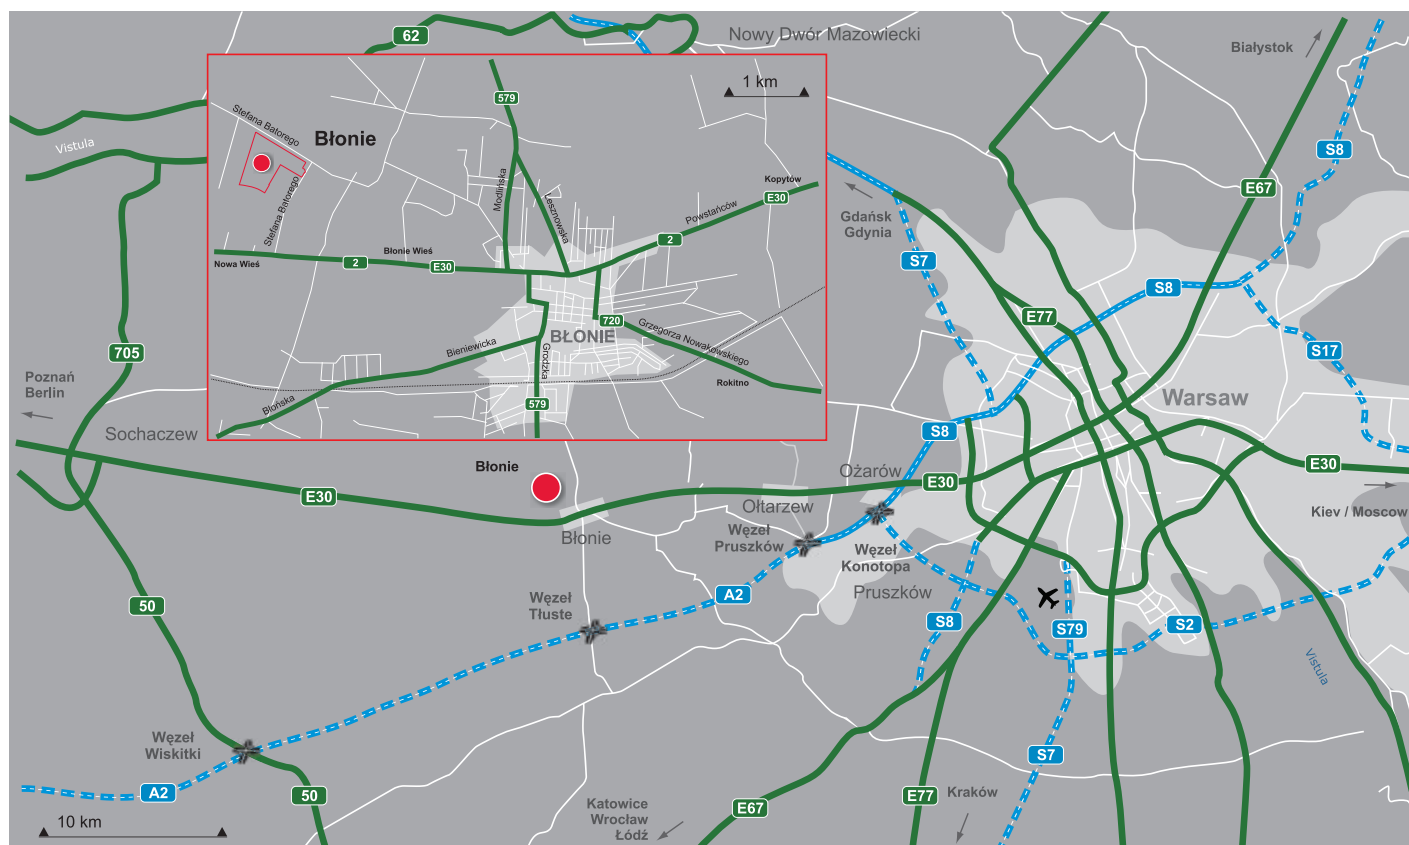 62
Nowy Dwór Mazowiecki
Białystok
1 km
579
Stefana Batorego
Błonie
Vistula
S8
E67
Modlińska
Lesznowska
Kopytów
E30
Powstańców
Stefana Batorego
Gdańsk
Gdynia
2
Błonie Wieś
Nowa Wieś
2
E30
S7
S8
E77
720
BŁONIE
Grzegorza Nowakowskiego
Bieniewicka
Grodzka
S17
705
Poznań
Berlin
Rokitno
Błońska
579
Warsaw
Sochaczew
S8
Błonie
Ożarów
E30
E30
E30
Ołtarzew
Kiev / Moscow
Węzeł
Pruszków
Błonie
Węzeł
Konotopa
Pruszków
A2
Węzeł
Tłuste
50
S8
S79
S2
Vistula
Węzeł
Wiskitki
S7
A2
50
Katowice
Wrocław
Łódź
E67
E77
Kraków
10 km